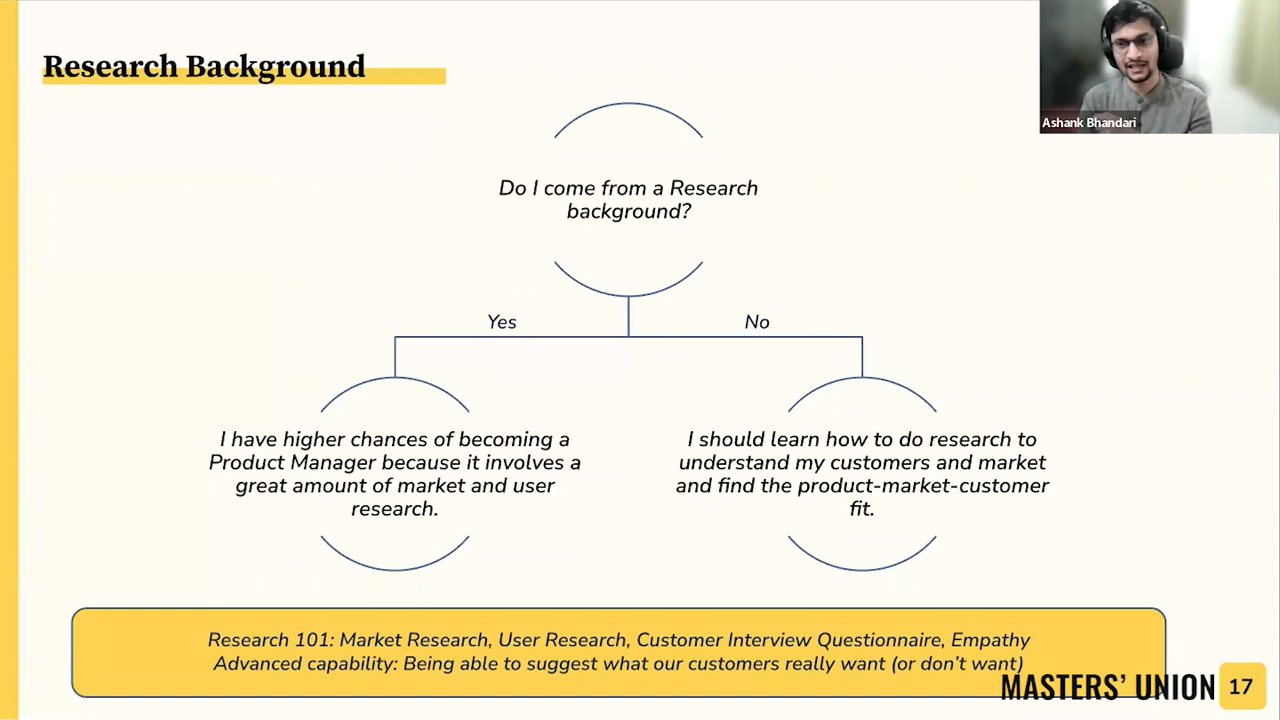 Research Background
Ashank Bhandari
Do I come from a Research
background?
Yes
No
I have higher chances of becoming a
Product Manager because it involves a
great amount of market and user
research.
I should learn how to do research to
understand my customers and market
and find the product-market-customer
fit.
Research 101: Market Research, User Research, Customer Interview Questionnaire, Empathy
Advanced capability: Being able to suggest what our customers really want (or don't want)
MASTERS' UNION
17